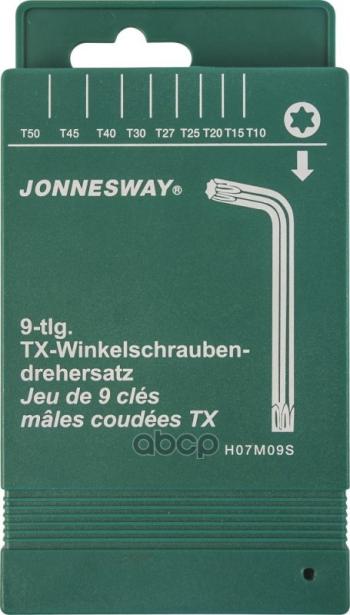 T50 T45 T40 T30 T27 T25 T20 T15 T10
JONNESWAY®
9-tlg.
TX-Winkelschrauben-
drehersatz
Jeu de 9 clés
mâles coudées TX
abcp
H07M09S